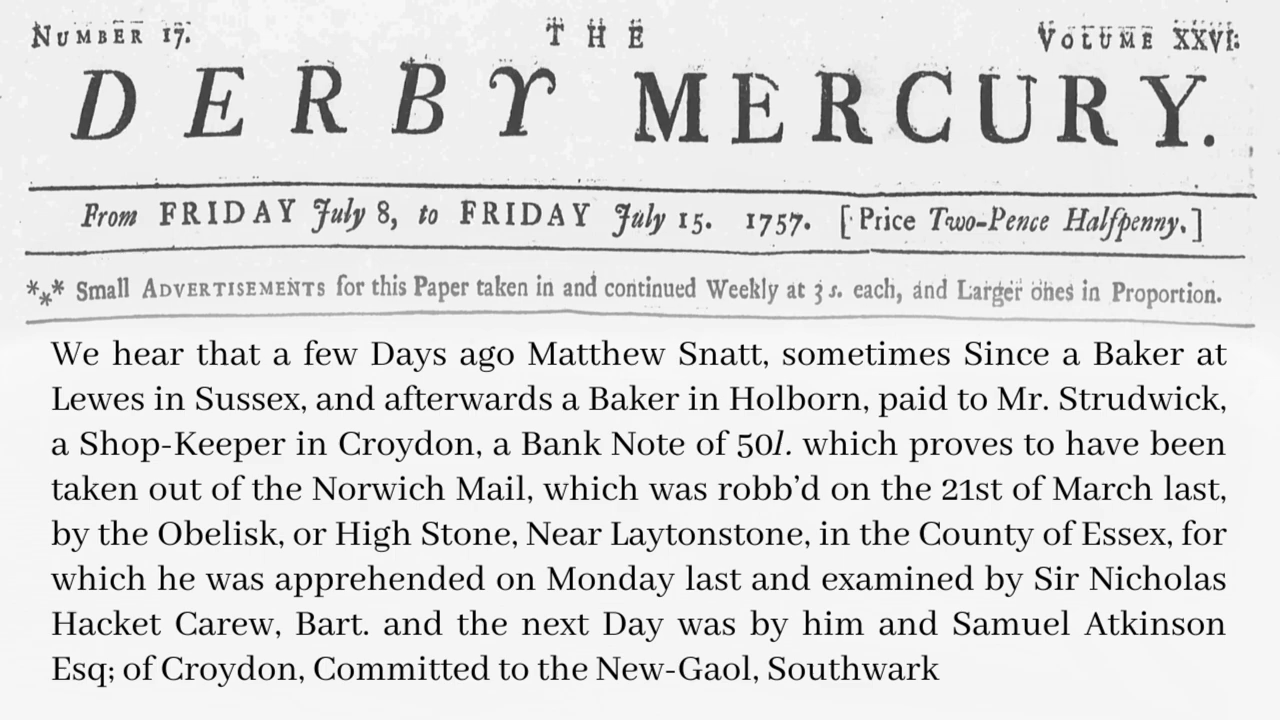 NUMBER 17. THE VOLUME XXVI.
DERBY MERCURY.
From FRIDAY July 8, to FRIDAY July 15. 1757. [Price Two-Pence Halfpenny.]
*** Small ADVERTISEMENTS for this Paper taken in and continued Weekly at 3 s. each, and Larger ones in Proportion.
We hear that a few Days ago Matthew Snatt, sometimes Since a Baker at
Lewes in Sussex, and afterwards a Baker in Holborn, paid to Mr. Strudwick,
a Shop-Keeper in Croydon, a Bank Note of 50l. which proves to have been
taken out of the Norwich Mail, which was robb’d on the 21st of March last,
by the Obelisk, or High Stone, Near Laytonstone, in the County of Essex, for
which he was apprehended on Monday last and examined by Sir Nicholas
Hacket Carew, Bart. and the next Day was by him and Samuel Atkinson
Esq; of Croydon, Committed to the New-Gaol, Southwark